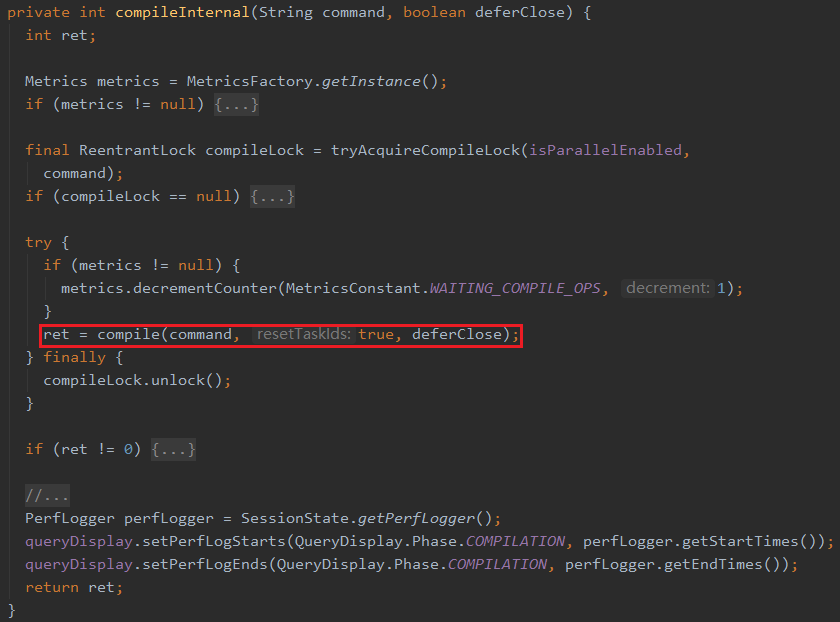 private int compileInternal(String command, boolean deferClose) {
int ret;
Metrics metrics = MetricsFactory.getInstance();
if (metrics != null) {...}
final ReentrantLock compileLock = tryAcquireCompileLock(isParallelEnabled,
command);
if (compileLock == null) {...}
try {
if (metrics != null) {
metrics.decrementCounter(MetricsConstant.WAITING_COMPILE_OPS, decrement: 1);
}
ret = compile(command, resetTaskIds: true, deferClose);
} finally {
compileLock.unlock();
}
if (ret != 0) {...}
//...
PerfLogger perfLogger = SessionState.getPerfLogger();
queryDisplay.setPerfLogStarts(QueryDisplay.Phase.COMPILATION, perfLogger.getStartTimes());
queryDisplay.setPerfLogEnds(QueryDisplay.Phase.COMPILATION, perfLogger.getEndTimes());
return ret;
}